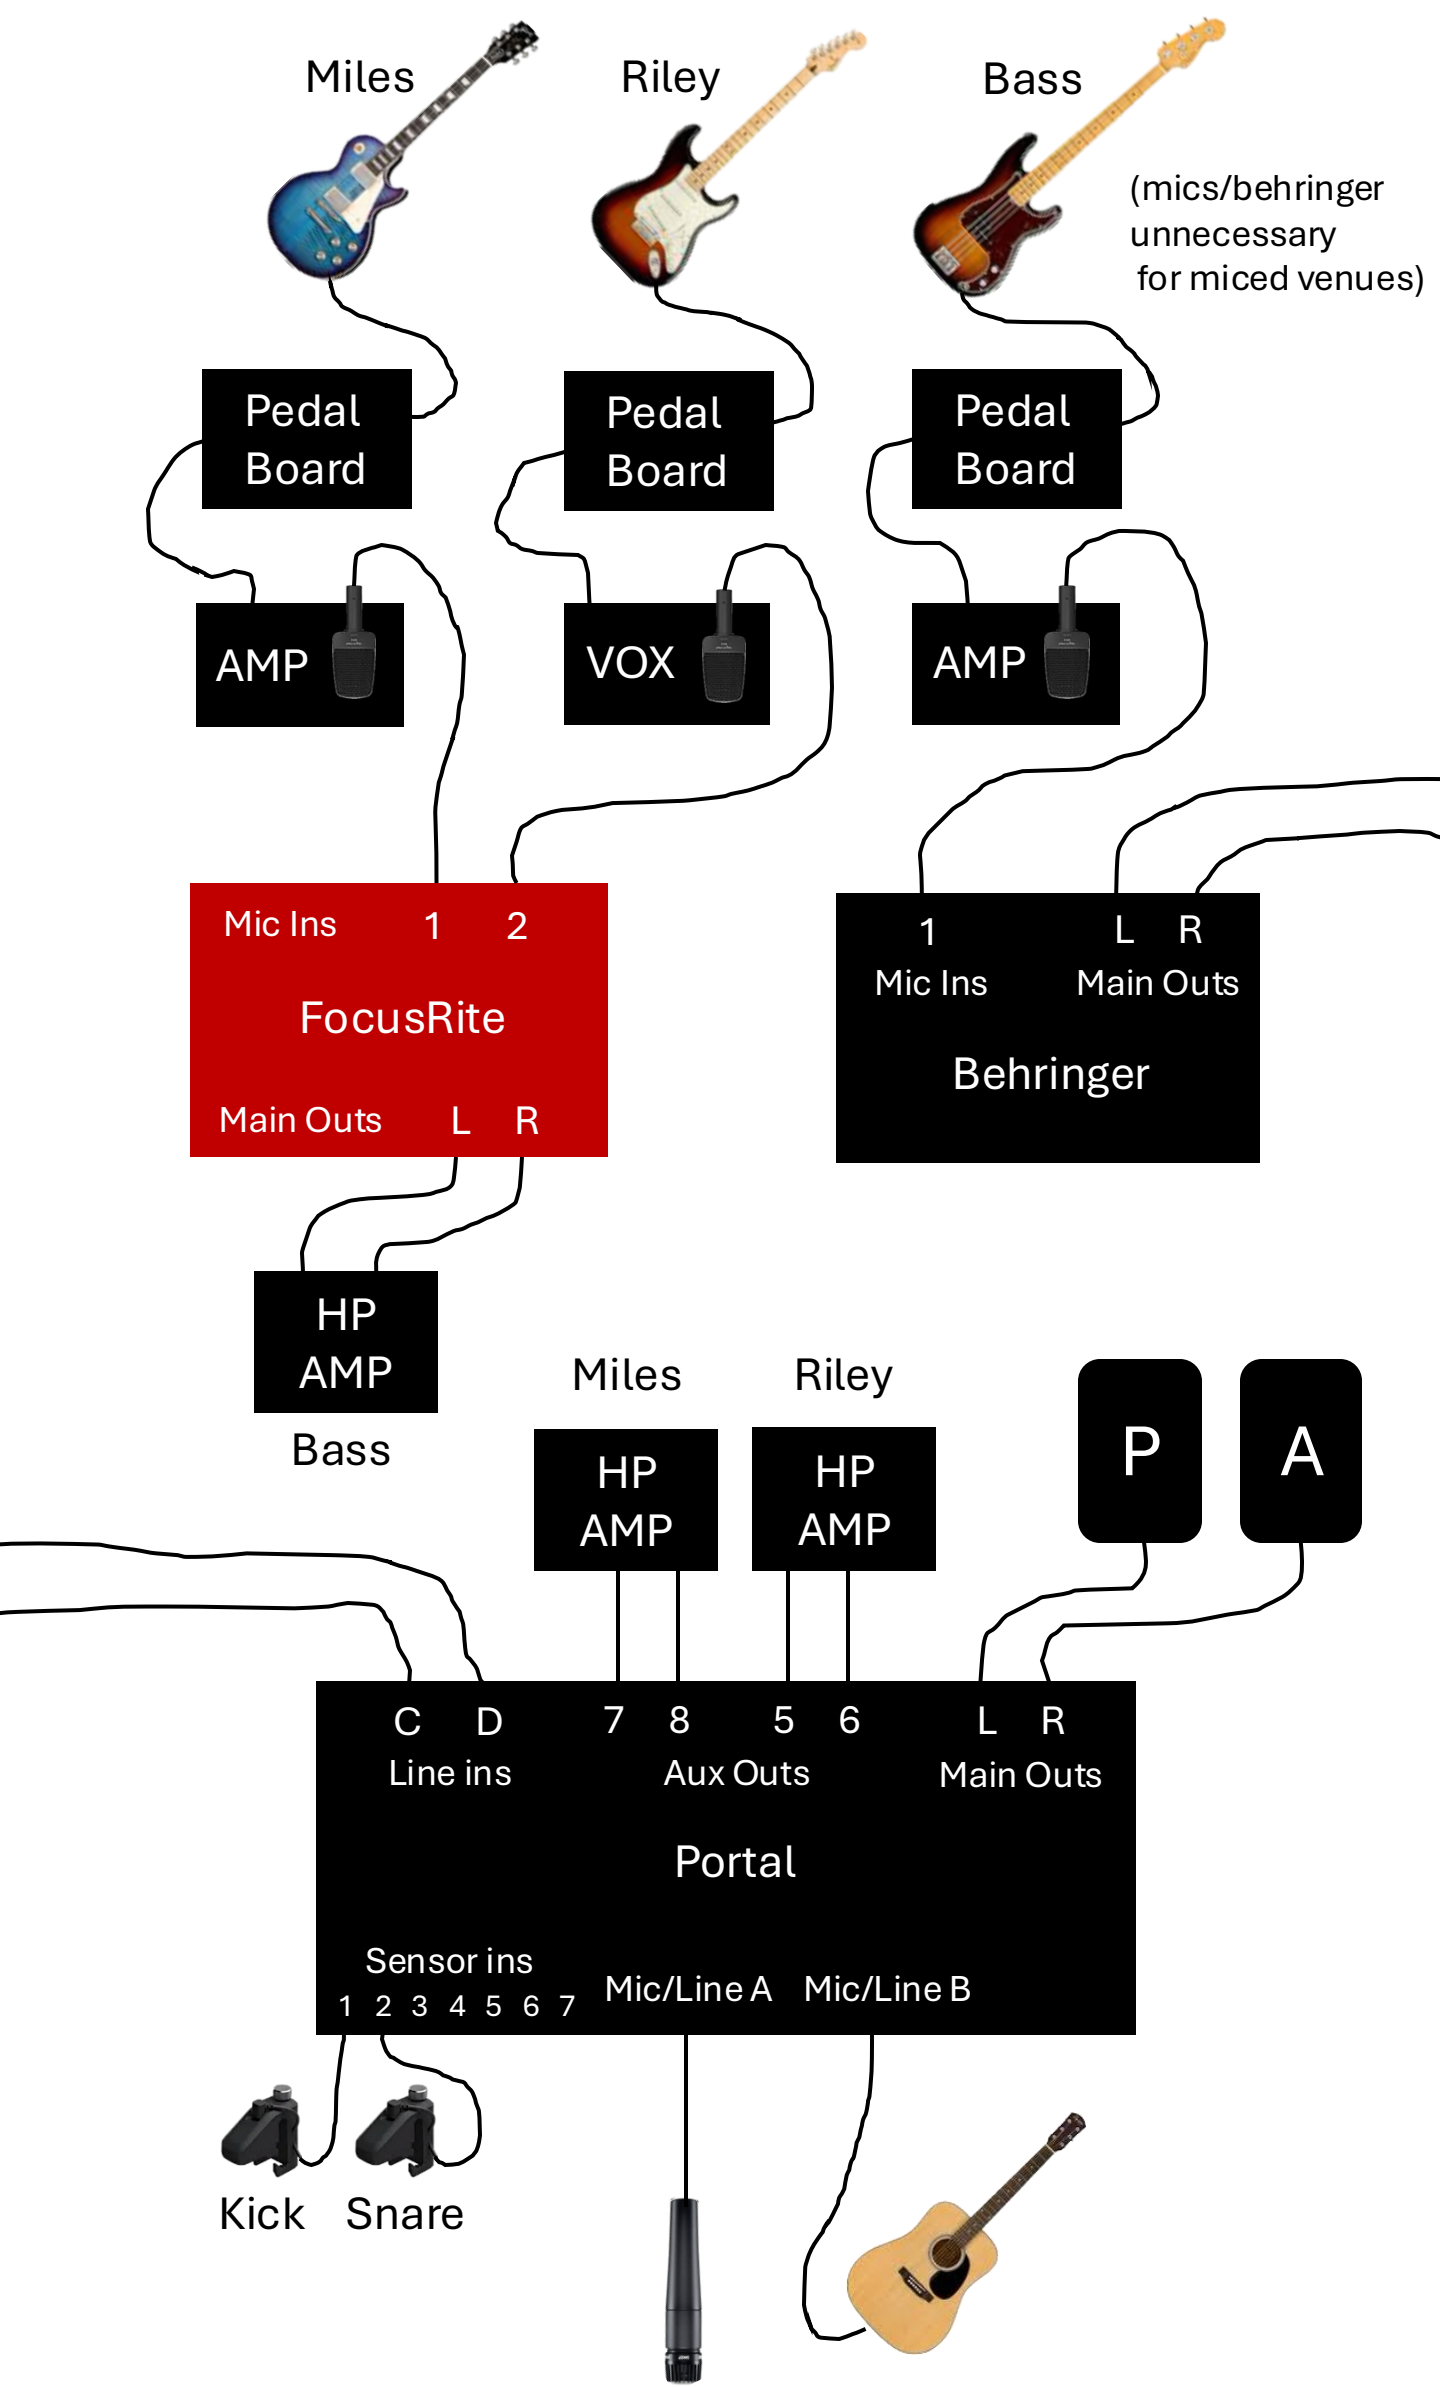 Miles
Riley
Bass
(mics/behringer
unnecessary
for miced venues)
Pedal
Board
Pedal
Board
Pedal
Board
AMP
VOX
AMP
Mic Ins 1 2
FocusRite
Main Outs L R
1 L R
Mic Ins Main Outs
Behringer
HP
AMP
Bass
Miles
Riley
HP
AMP
HP
AMP
P
A
C D 7 8 5 6 L R
Line ins Aux Outs Main Outs
Portal
Sensor ins
1 2 3 4 5 6 7
Mic/Line A
Mic/Line B
Kick
Snare